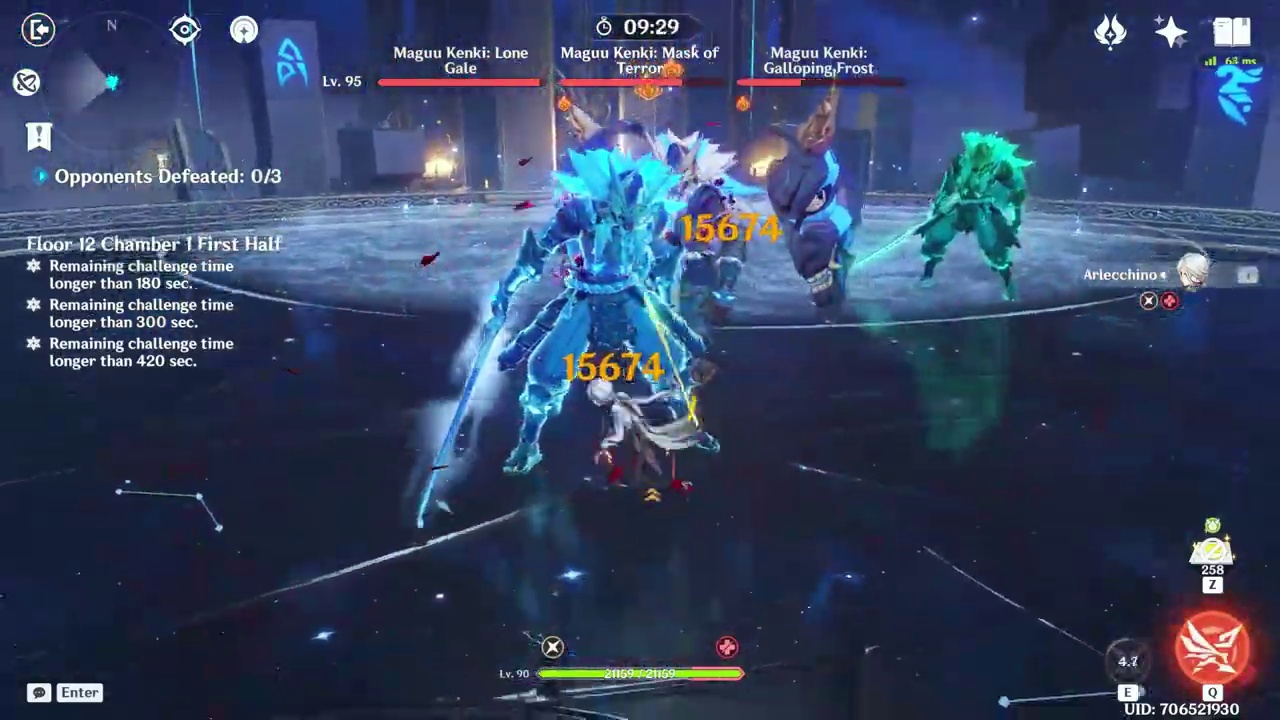 N
09:29
63 ms
Maguu Kenki: Lone
Gale
Maguu Kenki: Mask of
Terror
Maguu Kenki:
Galloping Frost
Lv. 95
Opponents Defeated: 0/3
Floor 12 Chamber 1 First Half
Remaining challenge time
longer than 180 sec.
Remaining challenge time
longer than 300 sec.
Remaining challenge time
longer than 420 sec.
15674
Arlecchino
15674
258
Z
4.7
E
Q
Lv. 90
21159 / 21159
Enter
UID: 706521930